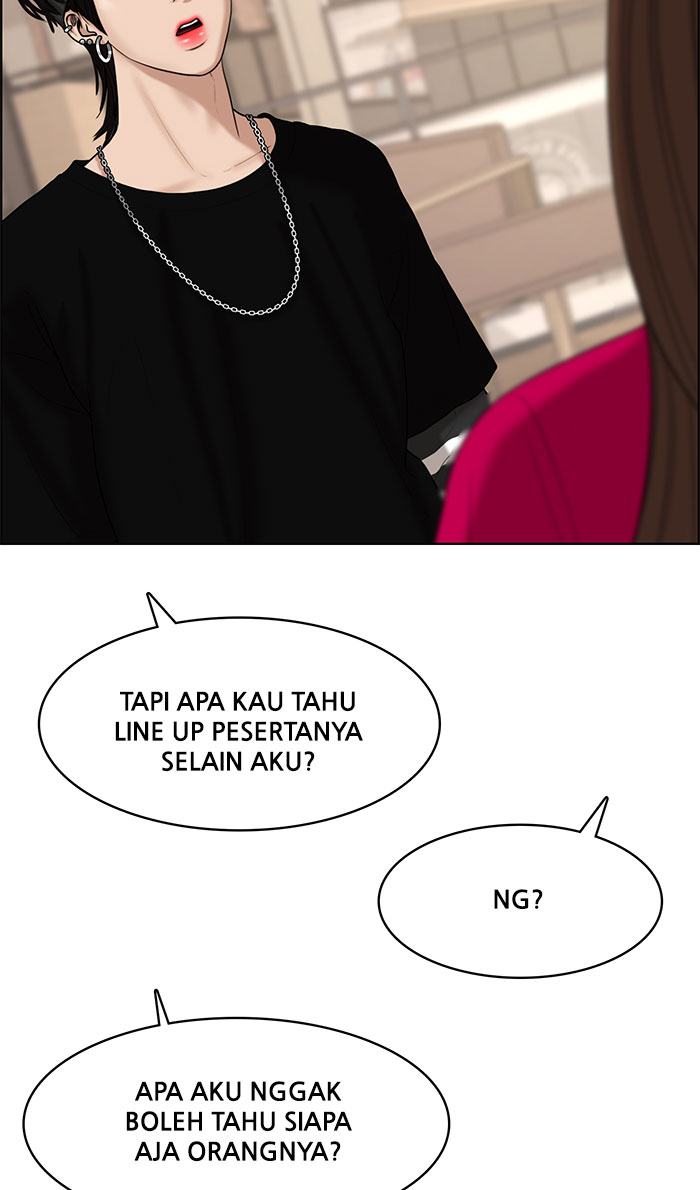 TAPI APA KAU TAHU
LINE UP PESERTANYA
SELAIN AKU?
NG?
APA AKU NGGAK
BOLEH TAHU SIAPA
AJA ORANGNYA?